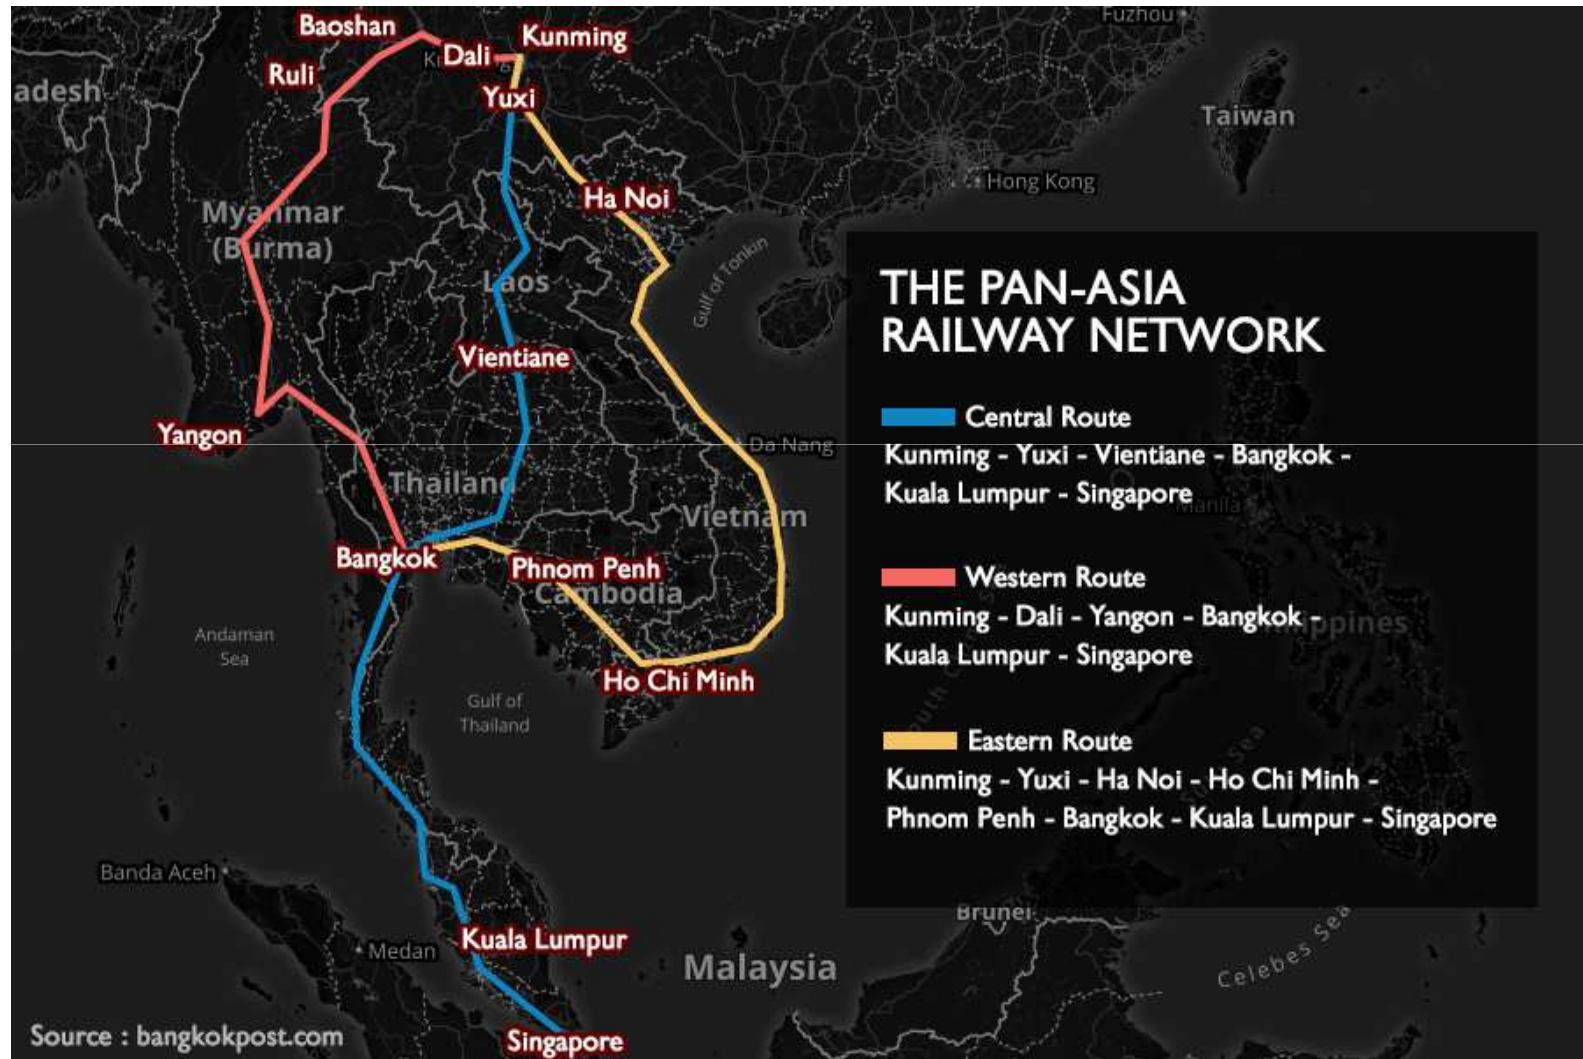 Baoshan
Kunming
Dali
Ruli
Yuxi
Fuzhou
adesh
Taiwan
Ha Noi
Hong Kong
Myanmar
(Burma)
Gulf of Tonkin
Laos
THE PAN-ASIA
RAILWAY NETWORK
Vientiane
Central Route
Yangon
Da Nang
Kunming - Yuxi - Vientiane - Bangkok -
Kuala Lumpur - Singapore
Thailand
Vietnam
Manila
Bangkok
Phnom Penh
Cambodia
Western Route
Kunming - Dali - Yangon - Bangkok -
Kuala Lumpur - Singapore
Philippines
Andaman
Sea
Ho Chi Minh
Gulf of
Thailand
Eastern Route
Kunming - Yuxi - Ha Noi - Ho Chi Minh -
Phnom Penh - Bangkok - Kuala Lumpur - Singapore
Banda Aceh
Brunei
Kuala Lumpur
Medan
Malaysia
Celebes Sea
Source : bangkokpost.com
Singapore